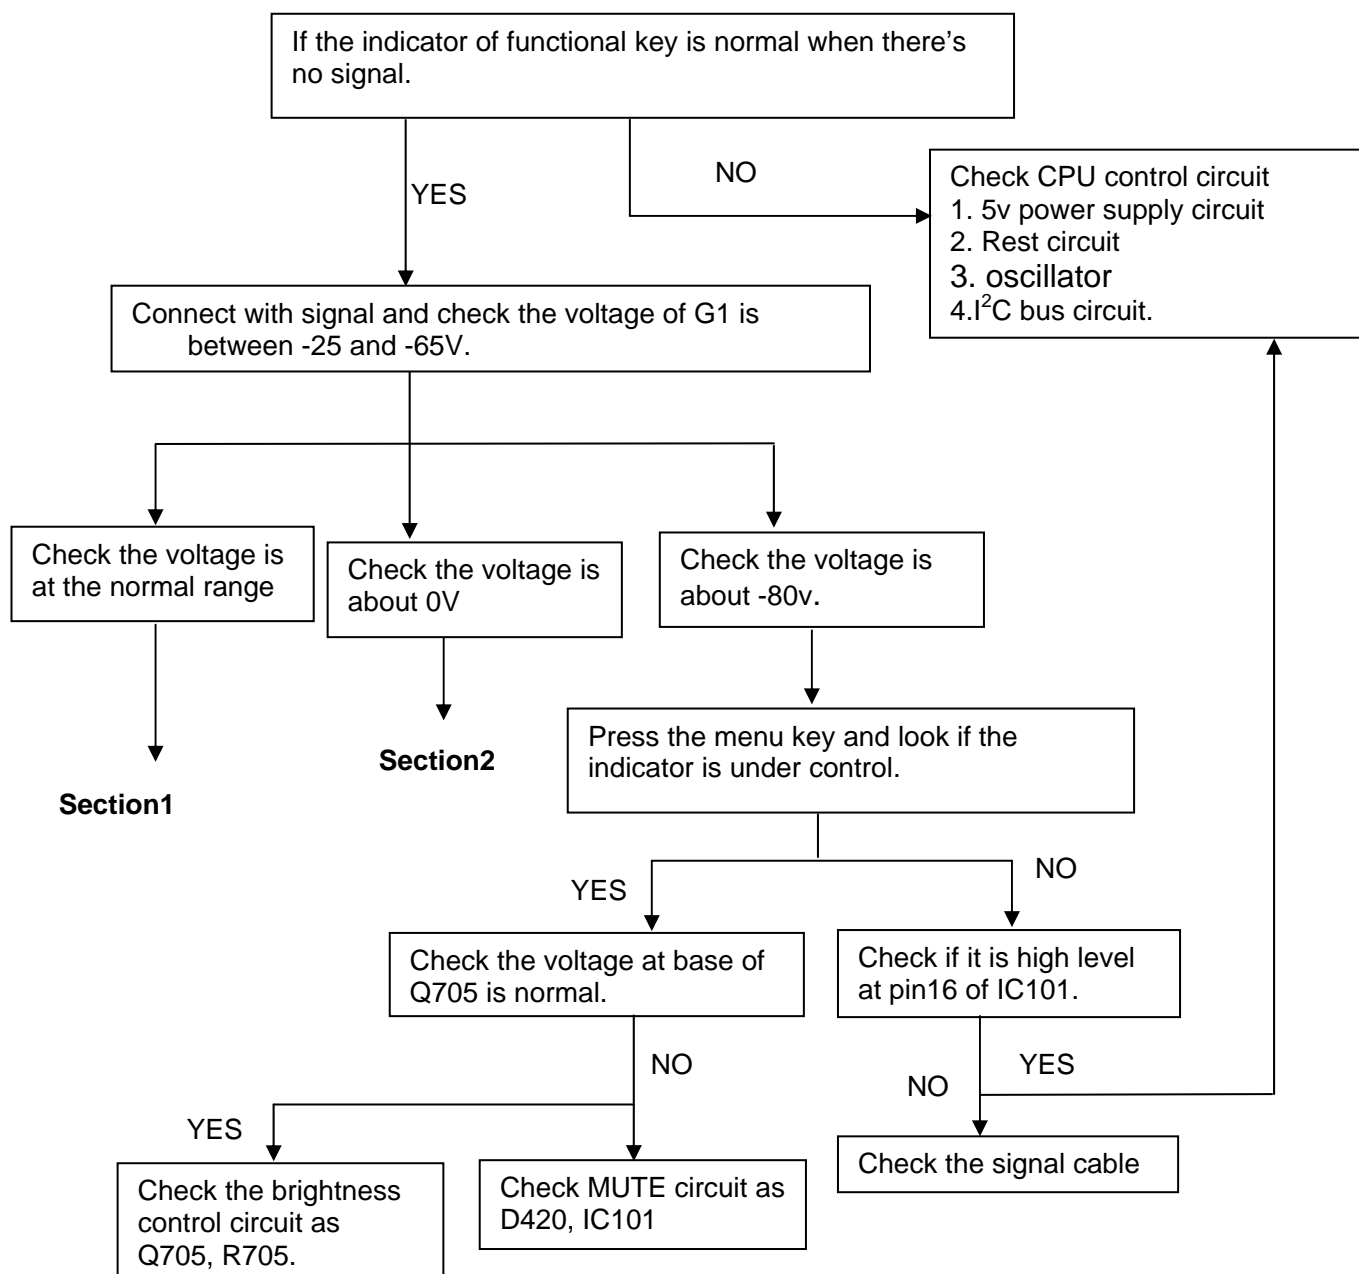 If the indicator of functional key is normal when there's
no signal.
NO
YES
Check CPU control circuit
1. 5v power supply circuit
2. Rest circuit
3. oscillator
4.I²C bus circuit.
Connect with signal and check the voltage of G1 is
between -25 and -65V.
Check the voltage is
at the normal range
Check the voltage is
about 0V
Check the voltage is
about -80v.
Section1
Section2
Press the menu key and look if the
indicator is under control.
YES
NO
Check the voltage at base of
Q705 is normal.
Check if it is high level
at pin16 of IC101.
NO
YES
NO
YES
Check the brightness
control circuit as
Q705, R705.
Check MUTE circuit as
D420, IC101
Check the signal cable